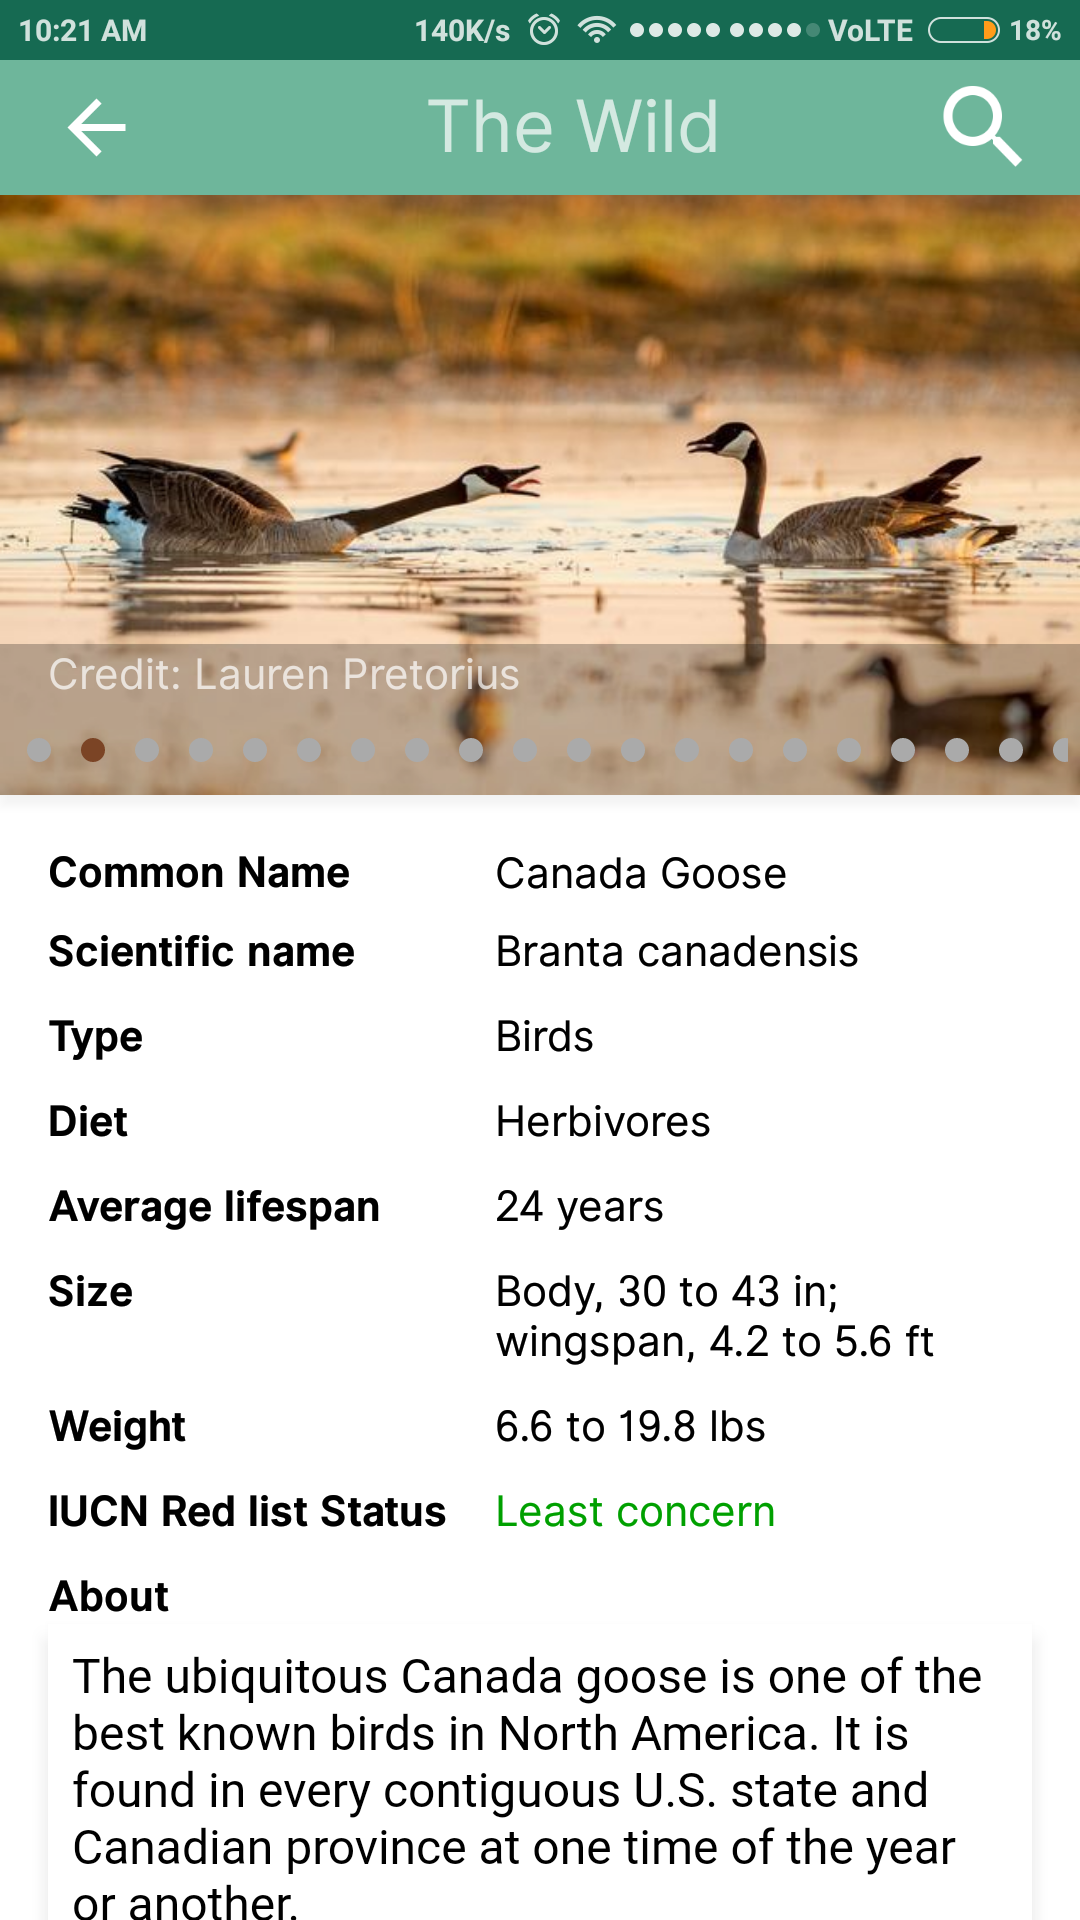 10:21 AM 140K/s VoLTE 18%
The Wild
Credit: Lauren Pretorius
Common Name Canada Goose
Scientific name Branta canadensis
Type Birds
Diet Herbivores
Average lifespan 24 years
Size Body, 30 to 43 in;
wingspan, 4.2 to 5.6 ft
Weight 6.6 to 19.8 lbs
IUCN Red list Status Least concern
About
The ubiquitous Canada goose is one of the
best known birds in North America. It is
found in every contiguous U.S. state and
Canadian province at one time of the year
or another.